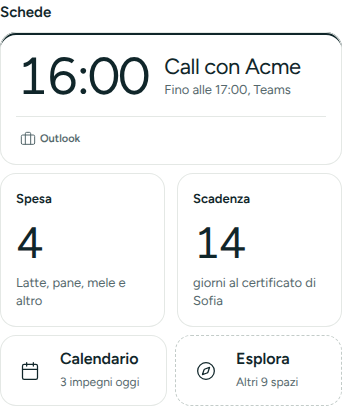 Schede
16:00
Call con Acme
Fino alle 17:00, Teams
Outlook
Spesa
4
Latte, pane, mele e
altro
Scadenza
14
giorni al certificato di
Sofia
Calendario
3 impegni oggi
Esplora
Altri 9 spazi